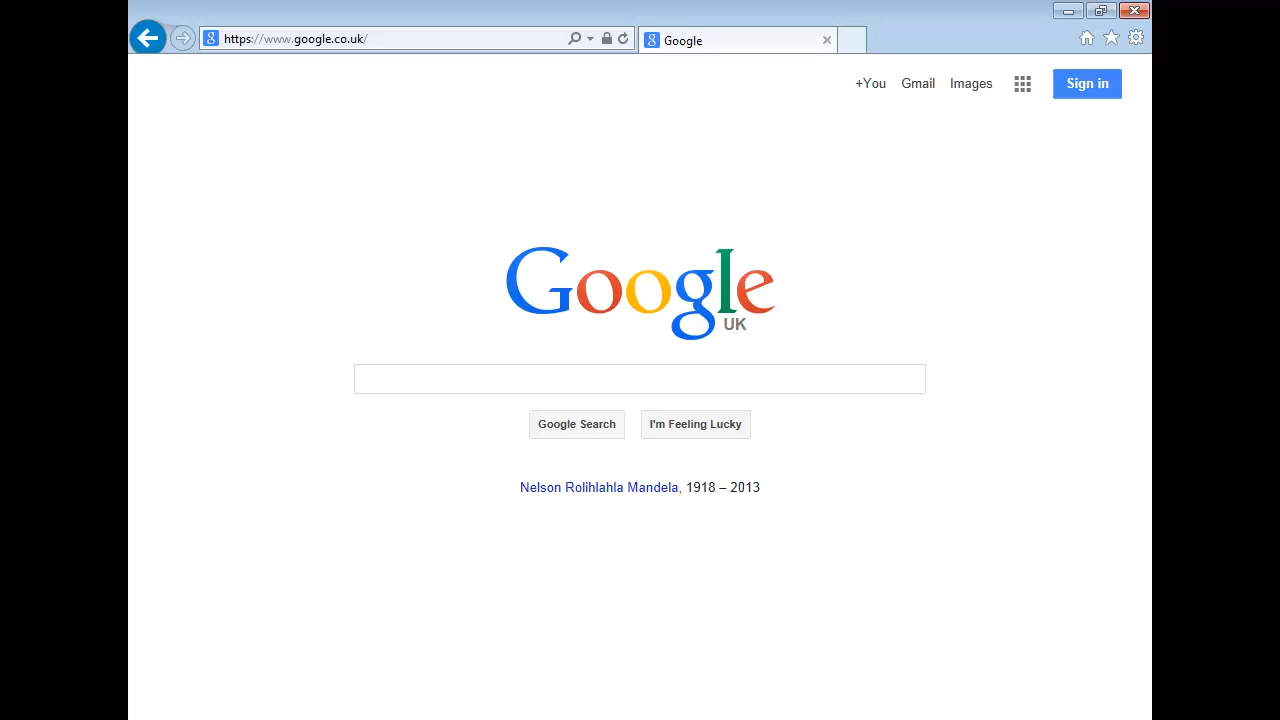 https://www.google.co.uk/
Google
+You Gmail Images Sign in
Google
UK
Google Search I'm Feeling Lucky
Nelson Rolihlahla Mandela, 1918 – 2013